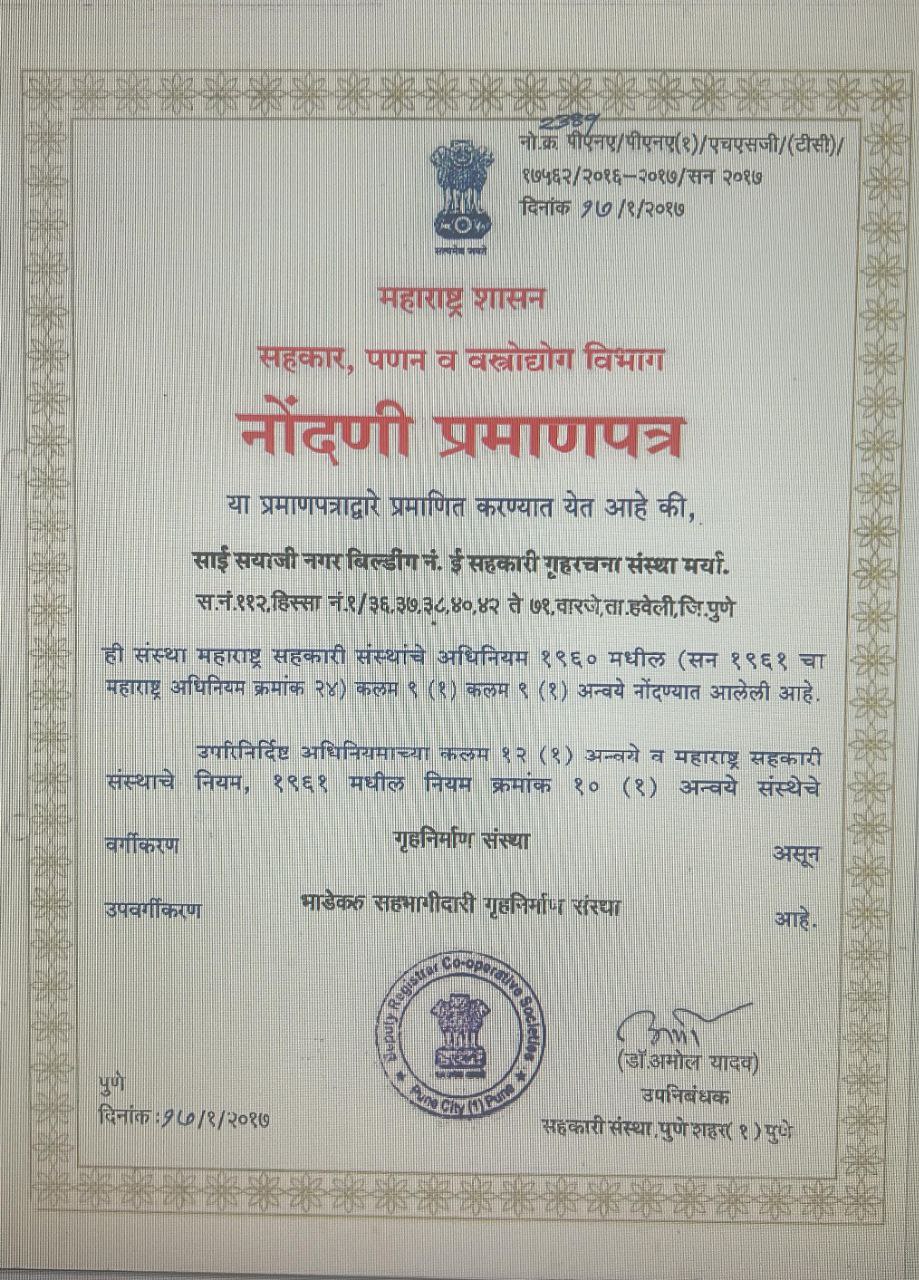 2389
नो.क्र पीएनए/पीएनए(१)/एचएसजी/(टीसी)/
१७५६२/२०१६–२०१७/सन २०१७
दिनांक १७/१/२०१७
सत्यमेव जयते
महाराष्ट्र शासन
सहकार, पणन व वस्त्रोद्योग विभाग
नोंदणी प्रमाणपत्र
या प्रमाणपत्राद्वारे प्रमाणित करण्यात येत आहे की,
साई सयाजी नगर बिल्डींग नं. ई सहकारी गृहरचना संस्था मर्या.
स.नं.११२,हिस्सा नं.१/३६,३७,३८,४०,४२ ते ७१,वारजे,ता.हवेली,जि.पुणे
ही संस्था महाराष्ट्र सहकारी संस्थांचे अधिनियम १९६० मधील (सन १९६१ चा
महाराष्ट्र अधिनियम क्रमांक २४) कलम ९ (१) कलम ९ (१) अन्वये नोंदण्यात आलेली आहे.
उपरिनिर्दिष्ट अधिनियमाच्या कलम १२ (१) अन्वये व महाराष्ट्र सहकारी
संस्थाचे नियम, १९६१ मधील नियम क्रमांक १० (१) अन्वये संस्थेचे
वर्गीकरण गृहनिर्माण संस्था असून
उपवर्गीकरण भाडेकरु सहभागीदारी गृहनिर्माण संस्था आहे.
Deputy Registrar Co-operative Societies
★ Pune City (1) Pune ★
(डॉ.अमोल यादव)
पुणे
उपनिबंधक
दिनांक :१७/१/२०१७
सहकारी संस्था,पुणे शहर( १ ) पुणे